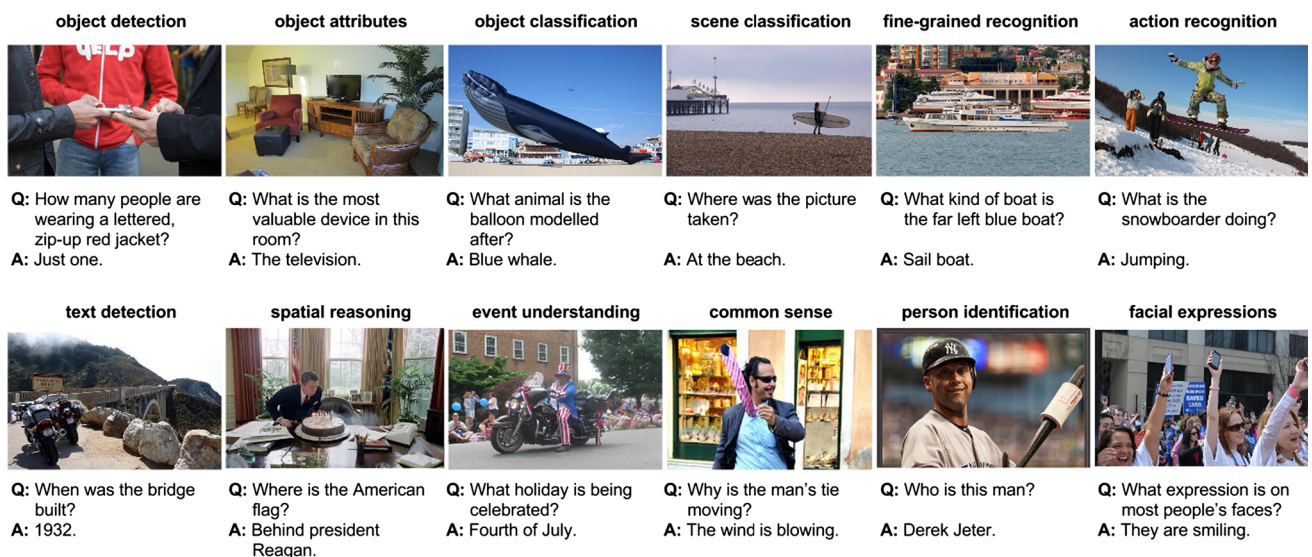 object detection
object attributes
object classification
scene classification
fine-grained recognition
action recognition
yelp
Q: How many people are
wearing a lettered,
zip-up red jacket?
A: Just one.
Q: What is the most
valuable device in this
room?
A: The television.
Q: What animal is the
balloon modelled
after?
A: Blue whale.
Q: Where was the picture
taken?
A: At the beach.
Q: What kind of boat is
the far left blue boat?
A: Sail boat.
Q: What is the
snowboarder doing?
A: Jumping.
text detection
spatial reasoning
event understanding
common sense
person identification
facial expressions
NY
SAVES
LIVES
Q: When was the bridge
built?
A: 1932.
Q: Where is the American
flag?
A: Behind president
Reagan.
Q: What holiday is being
celebrated?
A: Fourth of July.
Q: Why is the man's tie
moving?
A: The wind is blowing.
Q: Who is this man?
A: Derek Jeter.
Q: What expression is on
most people's faces?
A: They are smiling.